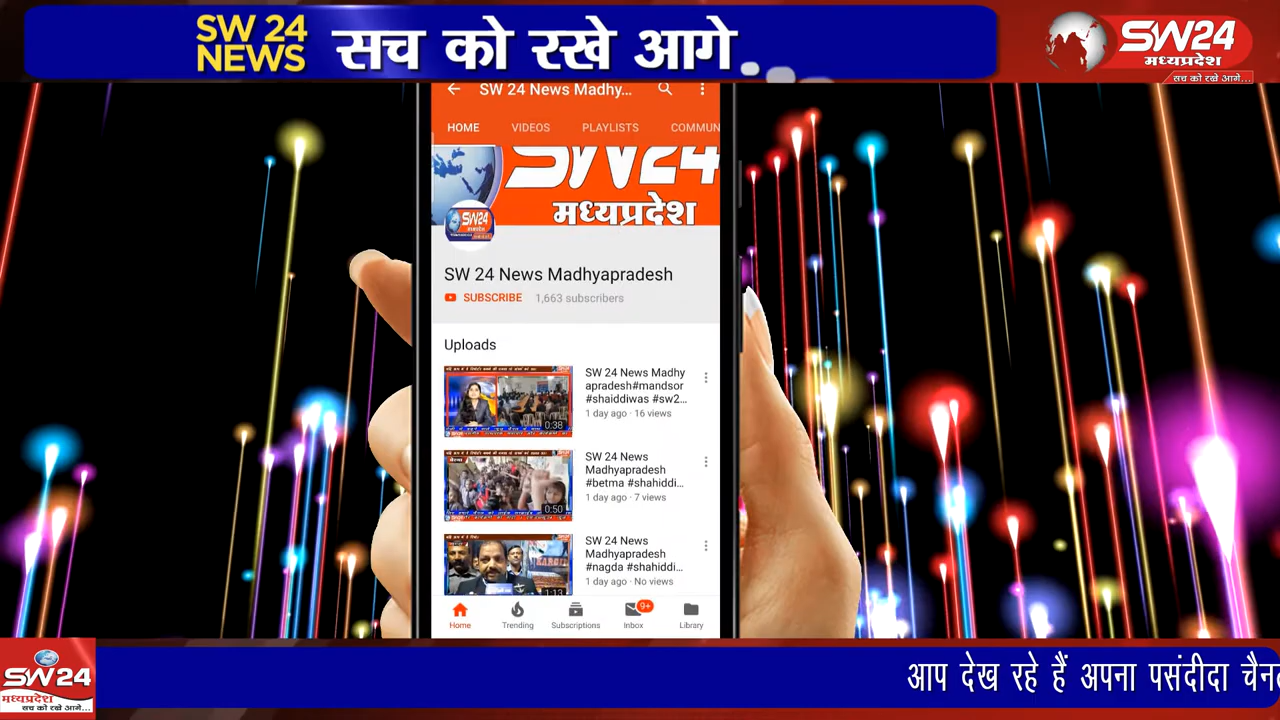 SW 24
NEWS
सच को रखे आगे...
SW24
मध्यप्रदेश
सच को रखे आगे...
SW 24 News Madhy...
HOME VIDEOS PLAYLISTS COMMUN
SW24
मध्यप्रदेश
SW24
SW 24 News Madhyapradesh
SUBSCRIBE 1,663 subscribers
Uploads
SW 24 News Madhy
apradesh#mandsor
#shaiddiwas #sw2...
1 day ago · 16 views
0:38
SW 24 News
Madhyapradesh
#betma #shahiddi...
1 day ago · 7 views
0:50
SW 24 News
Madhyapradesh
#nagda #shahiddi...
1 day ago · No views
1:13
Home Trending Subscriptions Inbox Library
9+
SW24
मध्यप्रदेश
सच को रखे आगे...
आप देख रहे हैं अपना पसंदीदा